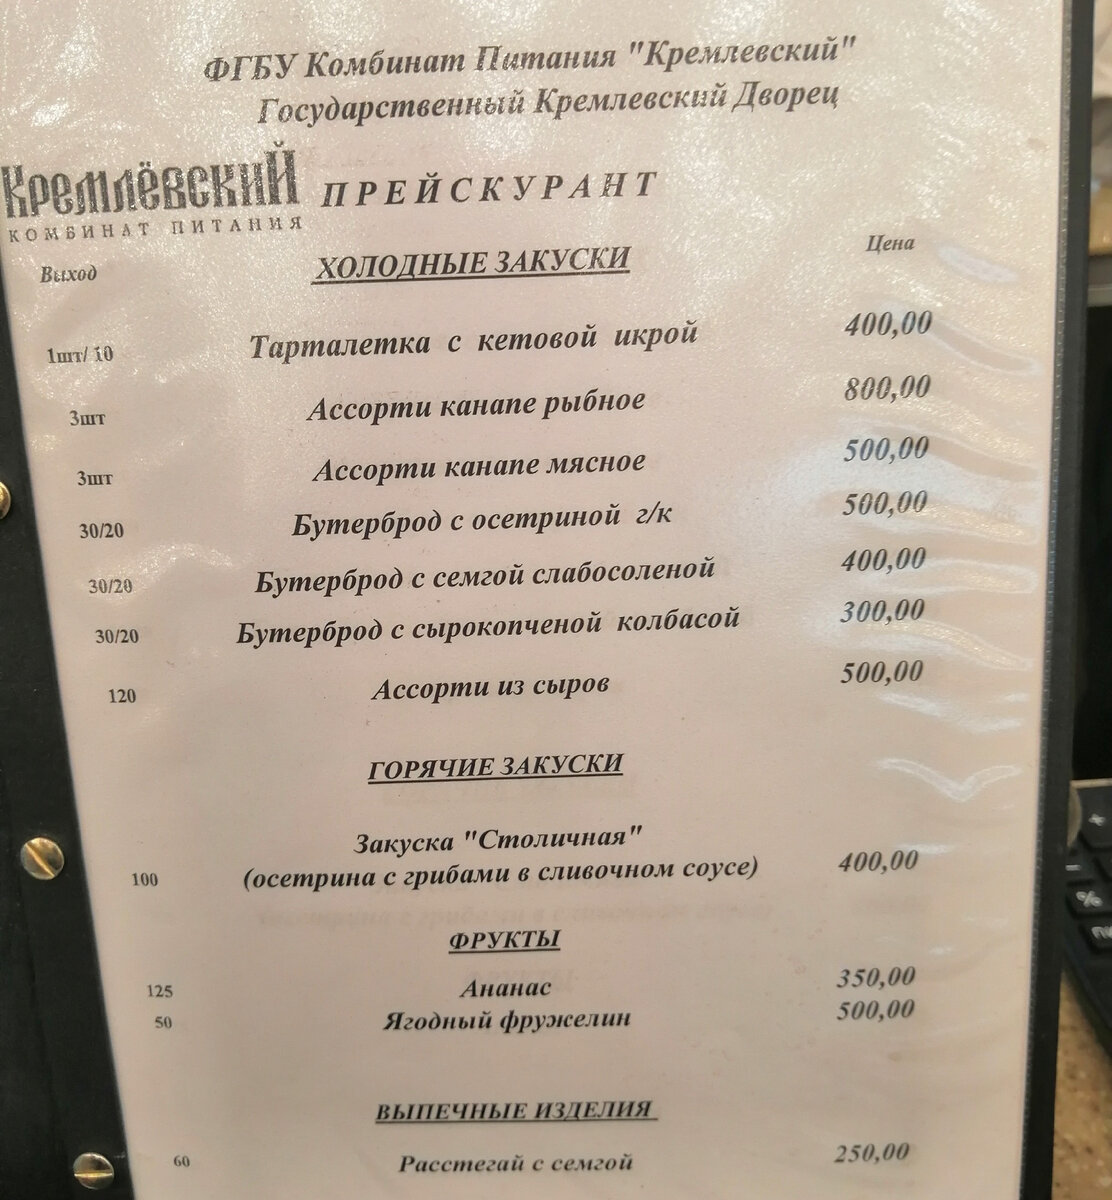 ФГБУ Комбинат Питания "Кремлевский"
Государственный Кремлевский Дворец
Кремлёвский
КОМБИНАТ ПИТАНИЯ
ПРЕЙСКУРАНТ
Выход ХОЛОДНЫЕ ЗАКУСКИ Цена
1шт/ 10 Тарталетка с кетовой икрой 400,00
3шт Ассорти канапе рыбное 800,00
3шт Ассорти канапе мясное 500,00
30/20 Бутерброд с осетриной г/к 500,00
30/20 Бутерброд с семгой слабосоленой 400,00
30/20 Бутерброд с сырокопченой колбасой 300,00
120 Ассорти из сыров 500,00
ГОРЯЧИЕ ЗАКУСКИ
Закуска "Столичная"
100 (осетрина с грибами в сливочном соусе) 400,00
ФРУКТЫ
125 Ананас 350,00
50 Ягодный фружелин 500,00
ВЫПЕЧНЫЕ ИЗДЕЛИЯ
60 Расстегай с семгой 250,00